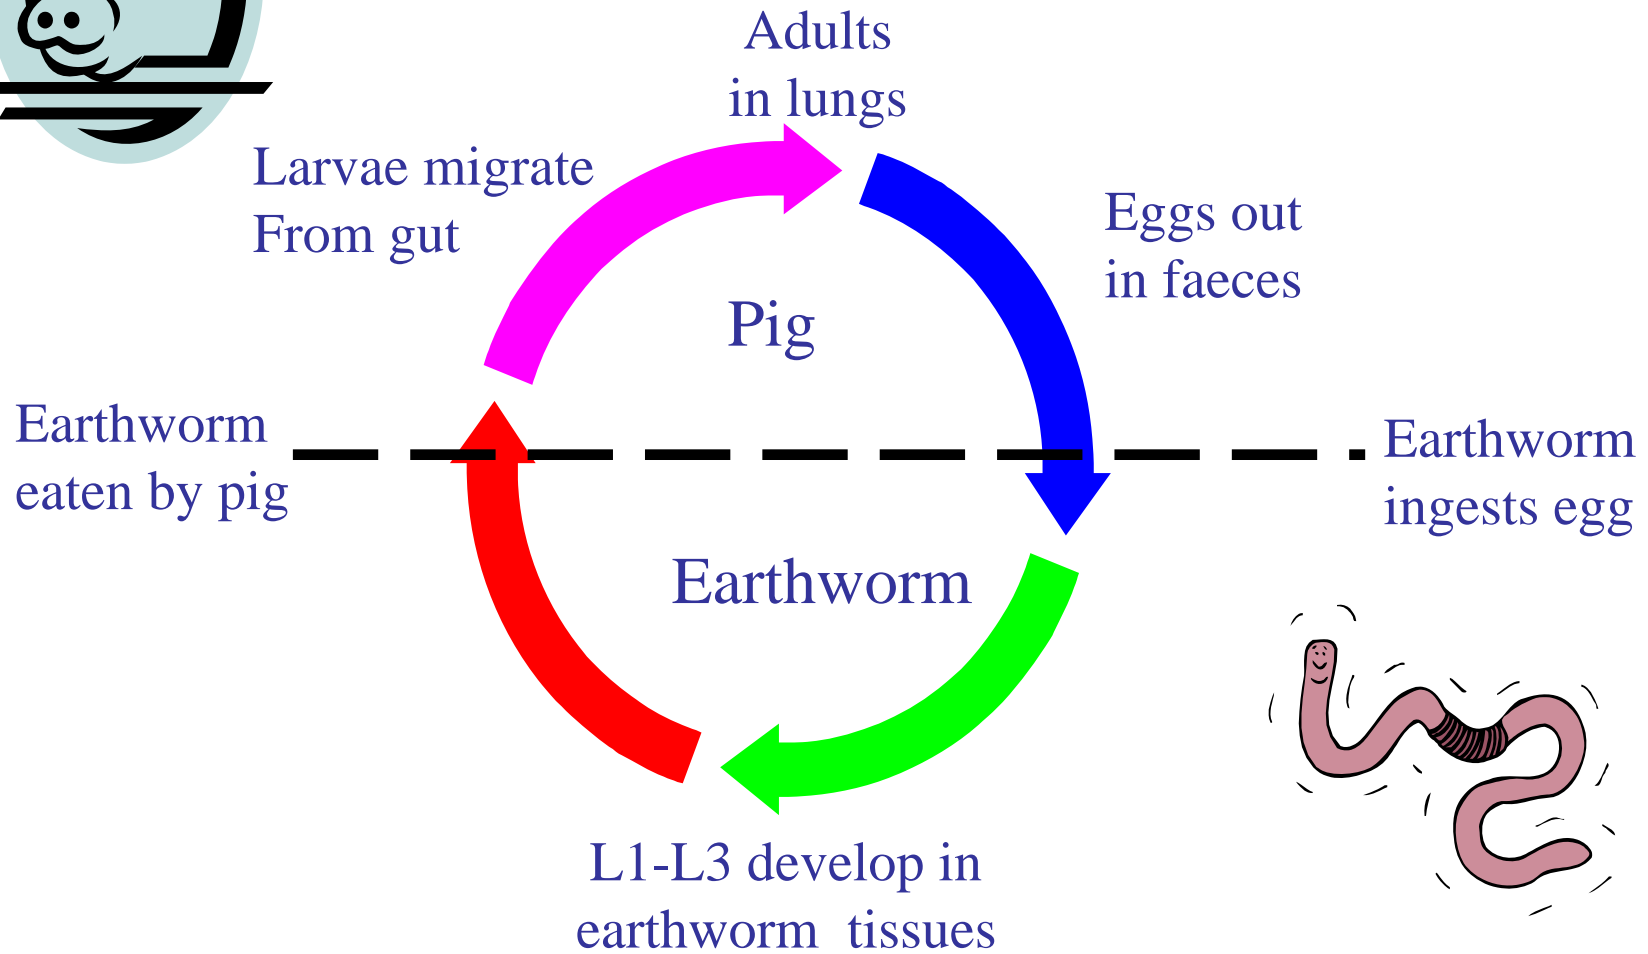 Adults
in lungs
Larvae migrate
From gut
Eggs out
in faeces
Pig
Earthworm
eaten by pig
Earthworm
ingests egg
Earthworm
L1-L3 develop in
earthworm tissues